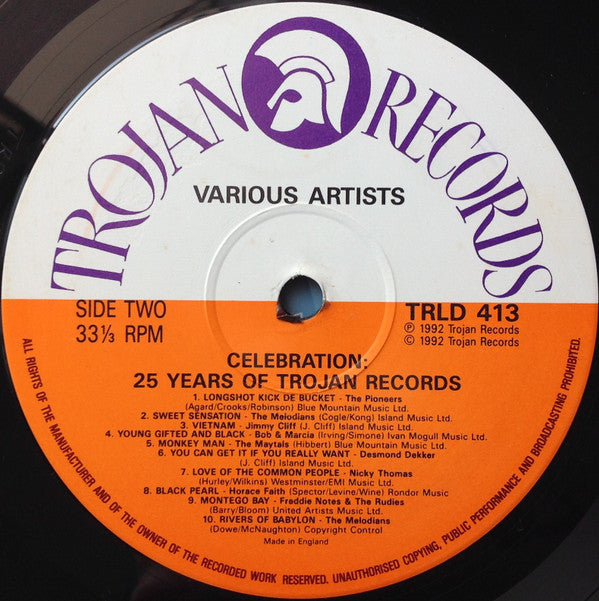 TROJAN RECORDS
VARIOUS ARTISTS
SIDE TWO
33⅓ RPM
TRLD 413
Ⓟ 1992 Trojan Records
© 1992 Trojan Records
CELEBRATION:
25 YEARS OF TROJAN RECORDS
1. LONGSHOT KICK DE BUCKET - The Pioneers
(Agard/Crooks/Robinson) Blue Mountain Music Ltd.
2. SWEET SENSATION - The Melodians (Cogle/Kong) Island Music Ltd.
3. VIETNAM - Jimmy Cliff (J. Cliff) Island Music Ltd.
4. YOUNG GIFTED AND BLACK - Bob & Marcia (Irving/Simone) Ivan Mogull Music Ltd.
5. MONKEY MAN - The Maytals (Hibbert) Blue Mountain Music Ltd.
6. YOU CAN GET IT IF YOU REALLY WANT - Desmond Dekker
(J. Cliff) Island Music Ltd.
7. LOVE OF THE COMMON PEOPLE - Nicky Thomas
(Hurley/Wilkins) Westminster/EMI Music Ltd.
8. BLACK PEARL - Horace Faith (Spector/Levine/Wine) Rondor Music
9. MONTEGO BAY - Freddie Notes & The Rudies
(Barry/Bloom) United Artists Music Ltd.
10. RIVERS OF BABYLON - The Melodians
(Dowe/McNaughton) Copyright Control
Made in England
ALL RIGHTS OF THE MANUFACTURER AND OF THE OWNER OF THE RECORDED WORK RESERVED. UNAUTHORISED COPYING, PUBLIC PERFORMANCE AND BROADCASTING PROHIBITED.